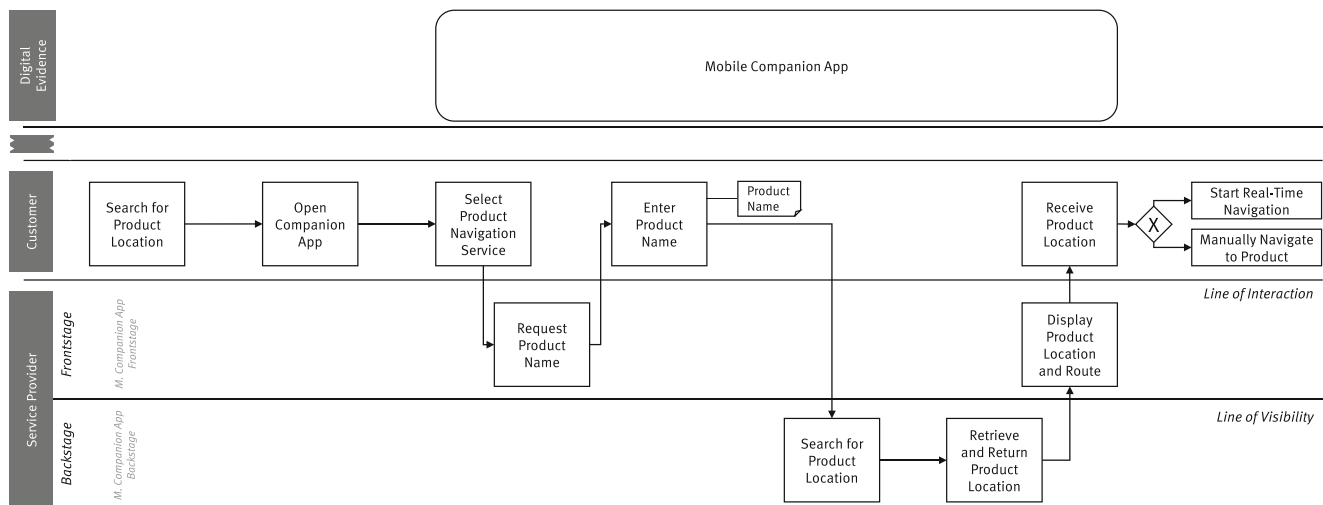 Digital
Evidence
Mobile Companion App
Customer
Search for
Product
Location
Open
Companion
App
Select
Product
Navigation
Service
Enter
Product
Name
Product
Name
Receive
Product
Location
X
Start Real-Time
Navigation
Manually Navigate
to Product
Line of Interaction
Service Provider
Frontstage
M. Companion App
Frontstage
Request
Product
Name
Display
Product
Location
and Route
Line of Visibility
Backstage
M. Companion App
Backstage
Search for
Product
Location
Retrieve
and Return
Product
Location